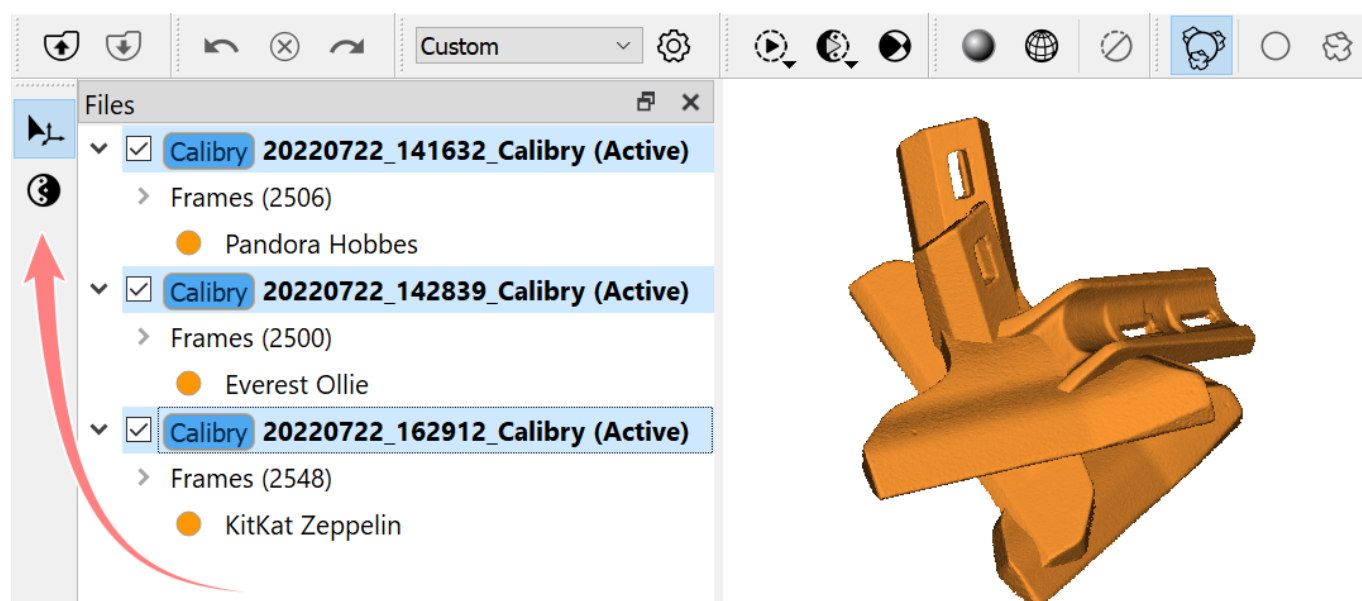 Custom
Files
Calibry 20220722_141632_Calibry (Active)
Frames (2506)
Pandora Hobbes
Calibry 20220722_142839_Calibry (Active)
Frames (2500)
Everest Ollie
Calibry 20220722_162912_Calibry (Active)
Frames (2548)
KitKat Zeppelin